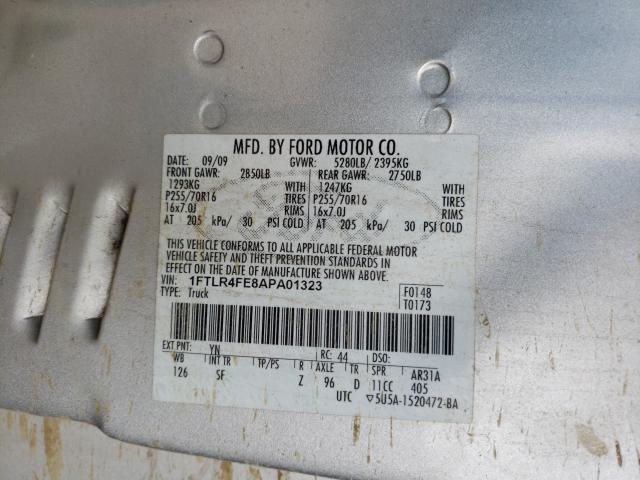 MFD. BY FORD MOTOR CO.
DATE: 09/09 GVWR: 5280LB/ 2395KG
FRONT GAWR: 2850LB REAR GAWR: 2750LB
1293KG WITH 1247KG WITH
P255/70R16 TIRES P255/70R16 TIRES
16x7.0J RIMS 16x7.0J RIMS
AT 205 kPa/ 30 PSI COLD AT 205 kPa/ 30 PSI COLD
THIS VEHICLE CONFORMS TO ALL APPLICABLE FEDERAL MOTOR
VEHICLE SAFETY AND THEFT PREVENTION STANDARDS IN
EFFECT ON THE DATE OF MANUFACTURE SHOWN ABOVE.
VIN: 1FTLR4FE8APA01323 F0148
TYPE: Truck T0173
EXT PNT: YN RC: 44 DSO:
WB INT TR TP/PS R AXLE TR SPR AR31A
126 SF Z 96 D 11CC 405
UTC ▽5U5A-1520472-BA